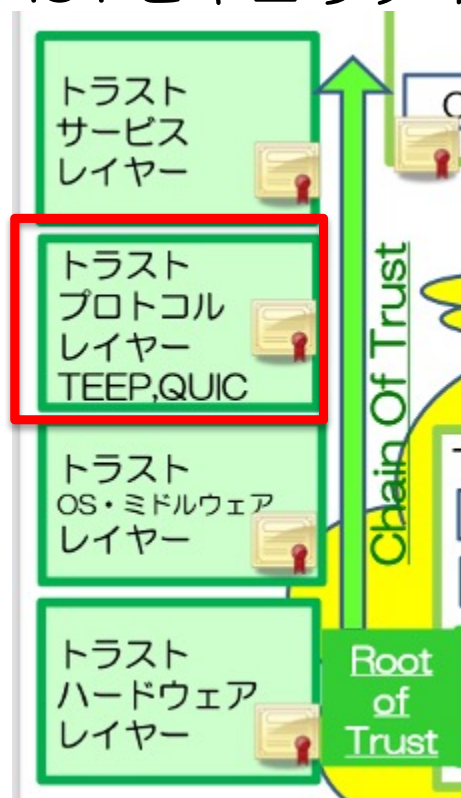 トラスト
サービス
レイヤー
トラスト
プロトコル
レイヤー
TEEP,QUIC
トラスト
OS・ミドルウェア
レイヤー
トラスト
ハードウェア
レイヤー
Chain Of Trust
Root
of
Trust